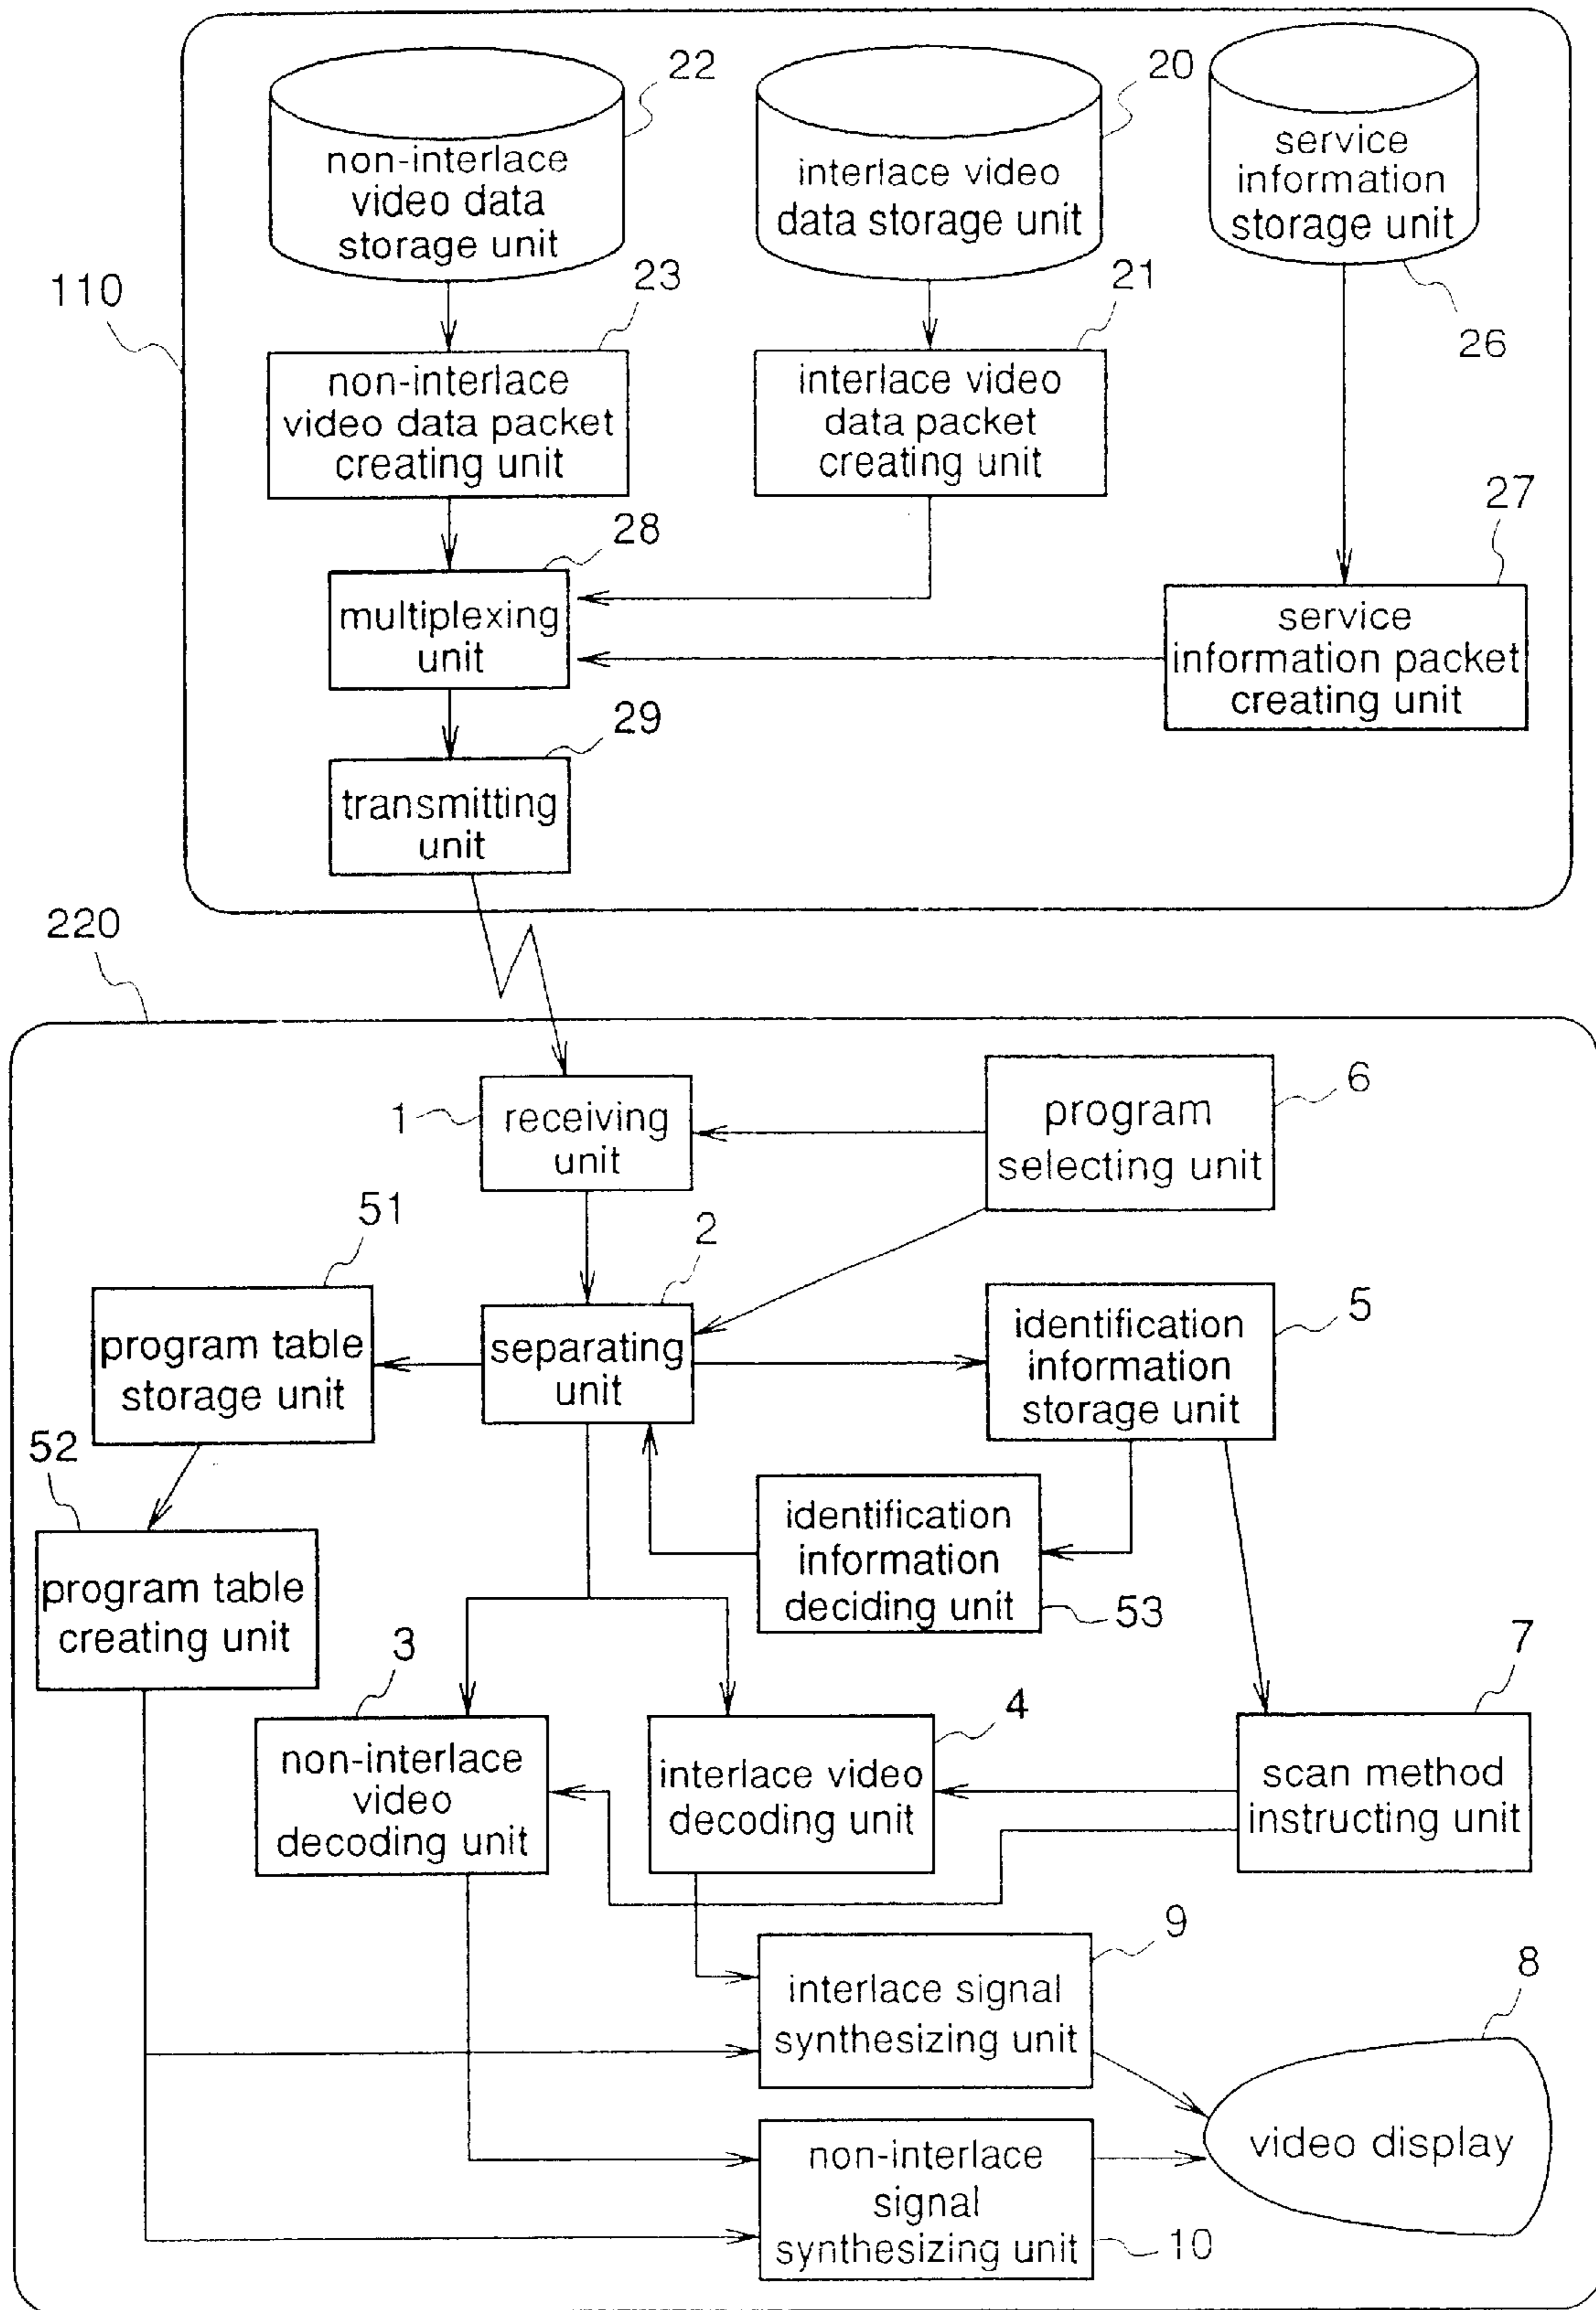 22
20
non-interlace
video data
storage unit
interlace video
data storage unit
service
information
storage unit
110
23
21
26
non-interlace
video data packet
creating unit
interlace video
data packet
creating unit
28
27
multiplexing
unit
service
information packet
creating unit
29
transmitting
unit
220
1
receiving
unit
6
program
selecting unit
51
2
program table
storage unit
separating
unit
5
identification
information
storage unit
52
program table
creating unit
identification
information
deciding unit
53
3
4
7
non-interlace
video
decoding unit
interlace video
decoding unit
scan method
instructing unit
9
interlace signal
synthesizing unit
8
video display
non-interlace
signal
synthesizing unit
10